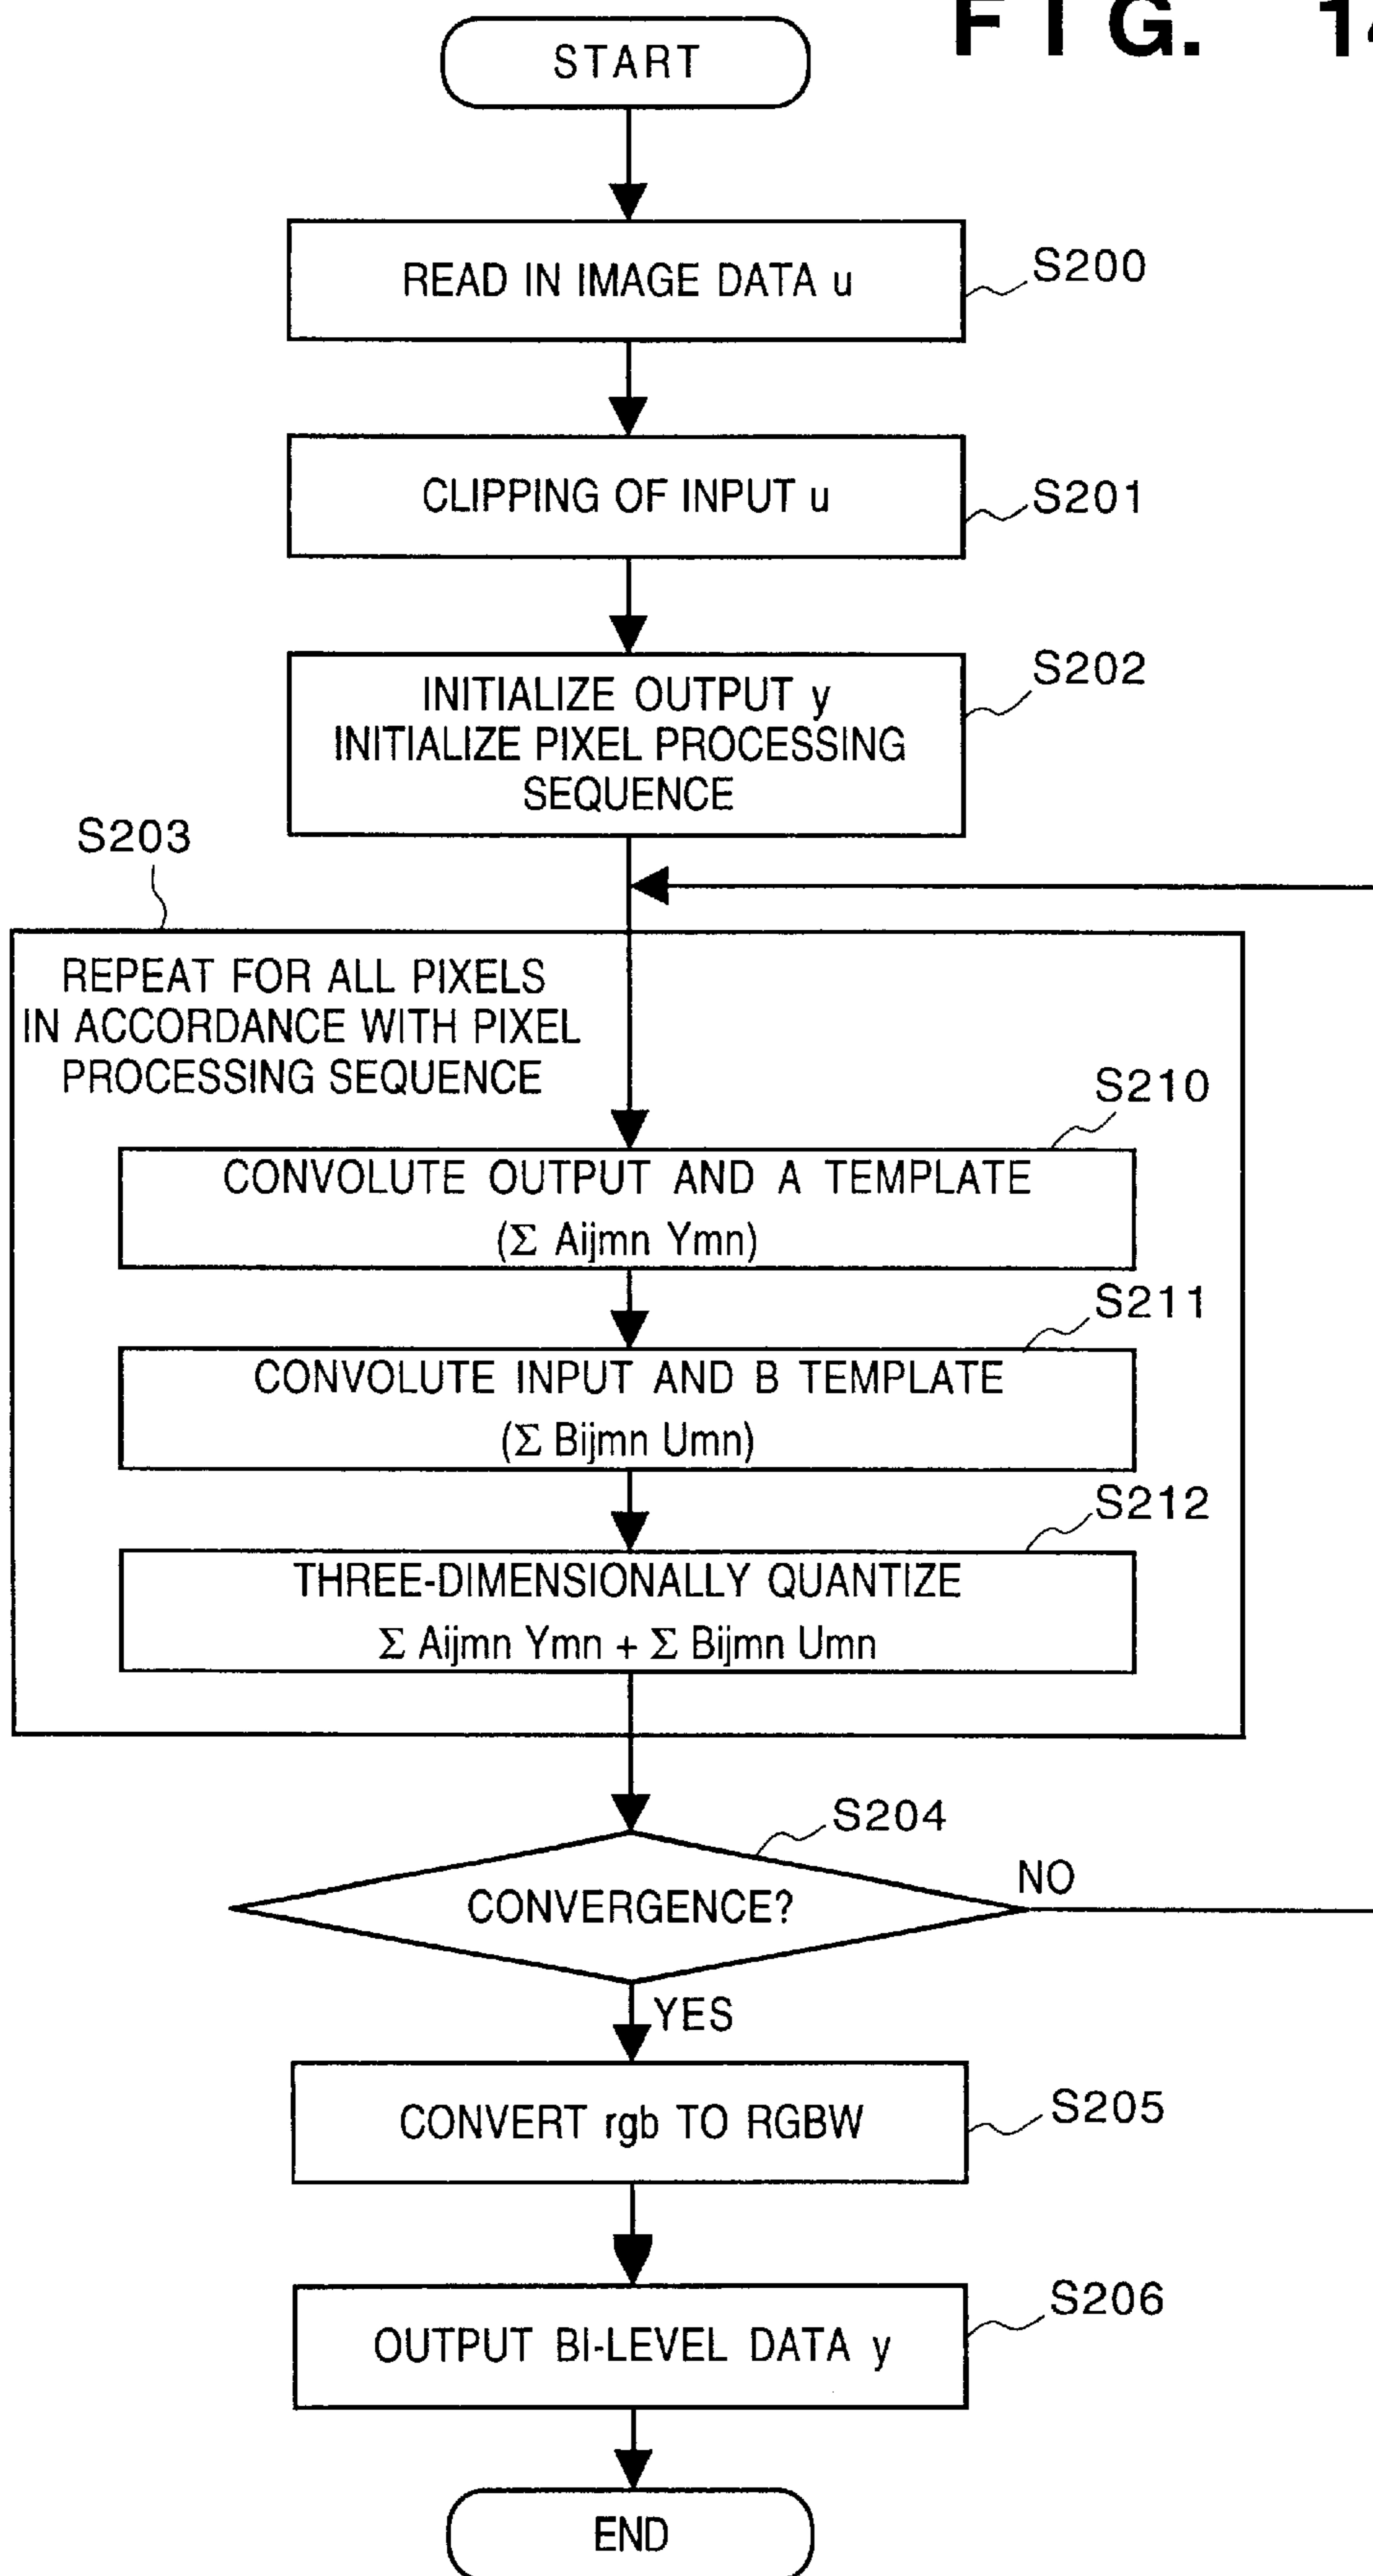 FIG. 14
START
READ IN IMAGE DATA u
S200
CLIPPING OF INPUT u
S201
INITIALIZE OUTPUT y
INITIALIZE PIXEL PROCESSING
SEQUENCE
S202
S203
REPEAT FOR ALL PIXELS
IN ACCORDANCE WITH PIXEL
PROCESSING SEQUENCE
S210
CONVOLUTE OUTPUT AND A TEMPLATE
(Σ Aijmn Ymn)
S211
CONVOLUTE INPUT AND B TEMPLATE
(Σ Bijmn Umn)
S212
THREE-DIMENSIONALLY QUANTIZE
Σ Aijmn Ymn + Σ Bijmn Umn
S204
CONVERGENCE?
NO
YES
CONVERT rgb TO RGBW
S205
OUTPUT BI-LEVEL DATA y
S206
END